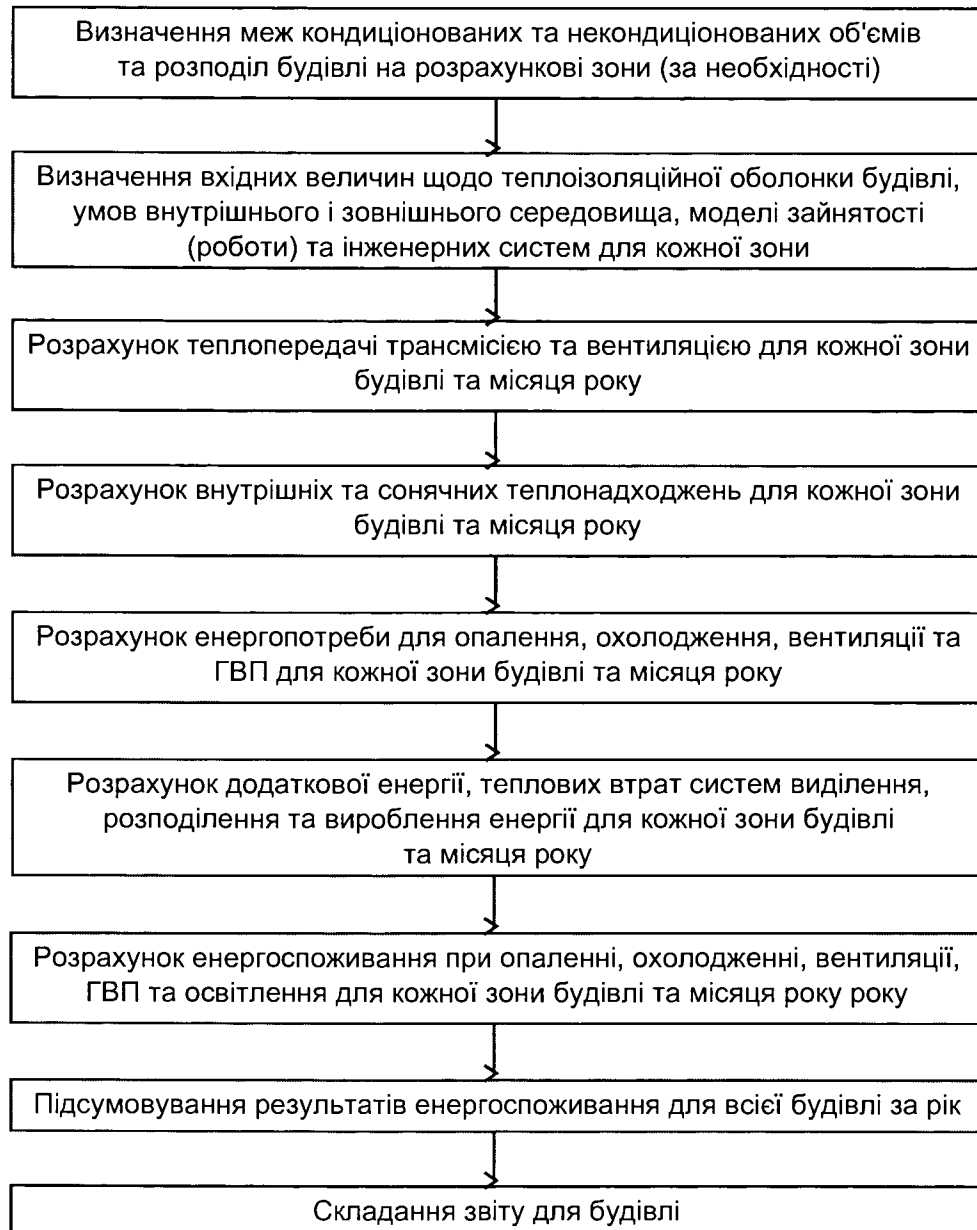 Визначення меж кондиціонованих та некондиціонованих об'ємів
та розподіл будівлі на розрахункові зони (за необхідності)
Визначення вхідних величин щодо теплоізоляційної оболонки будівлі,
умов внутрішнього і зовнішнього середовища, моделі зайнятості
(роботи) та інженерних систем для кожної зони
Розрахунок теплопередачі трансмісією та вентиляцією для кожної зони
будівлі та місяця року
Розрахунок внутрішніх та сонячних теплонадходжень для кожної зони
будівлі та місяця року
Розрахунок енергопотреби для опалення, охолодження, вентиляції та
ГВП для кожної зони будівлі та місяця року
Розрахунок додаткової енергії, теплових втрат систем виділення,
розподілення та вироблення енергії для кожної зони будівлі
та місяця року
Розрахунок енергоспоживання при опаленні, охолодженні, вентиляції,
ГВП та освітлення для кожної зони будівлі та місяця року року
Підсумовування результатів енергоспоживання для всієї будівлі за рік
Складання звіту для будівлі